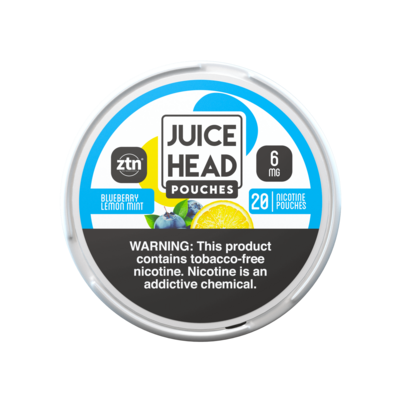 JUICE
HEAD
POUCHES
ztn
6
MG
BLUEBERRY
LEMON MINT
20
NICOTINE
POUCHES
WARNING: This product
contains tobacco-free
nicotine. Nicotine is an
addictive chemical.